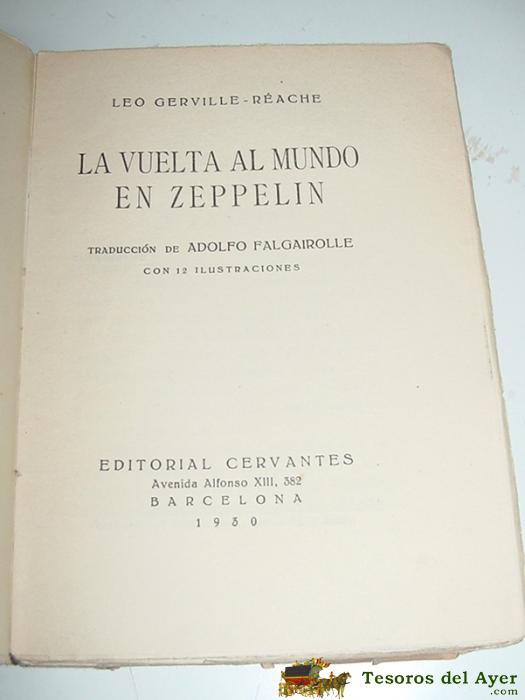 LEO GERVILLE-RÉACHE
LA VUELTA AL MUNDO
EN ZEPPELIN
TRADUCCIÓN DE ADOLFO FALGAIROLLE
CON 12 ILUSTRACIONES
EDITORIAL CERVANTES
Avenida Alfonso XIII, 382
BARCELONA
1930
Tesoros del Ayer
.com